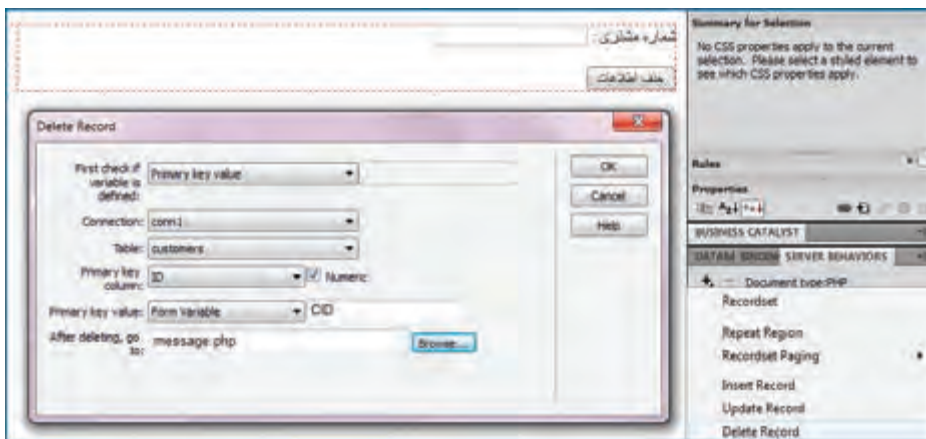 شماره مشتری:
حذف اطلاعات
Delete Record
First check if variable is defined:
Primary key value
Connection:
conn1
Table:
customers
Primary key column:
ID
Numeric
Primary key value:
Form Variable
CID
After deleting, go to:
message.php
Browse...
OK
Cancel
Help
Summary for Selection
No CSS properties apply to the current
selection. Please select a styled element to
see which CSS properties apply.
Rules
Properties
BUSINESS CATALYST
SERVER BEHAVIORS
Document type:PHP
Recordset
Repeat Region
Recordset Paging
Insert Record
Update Record
Delete Record